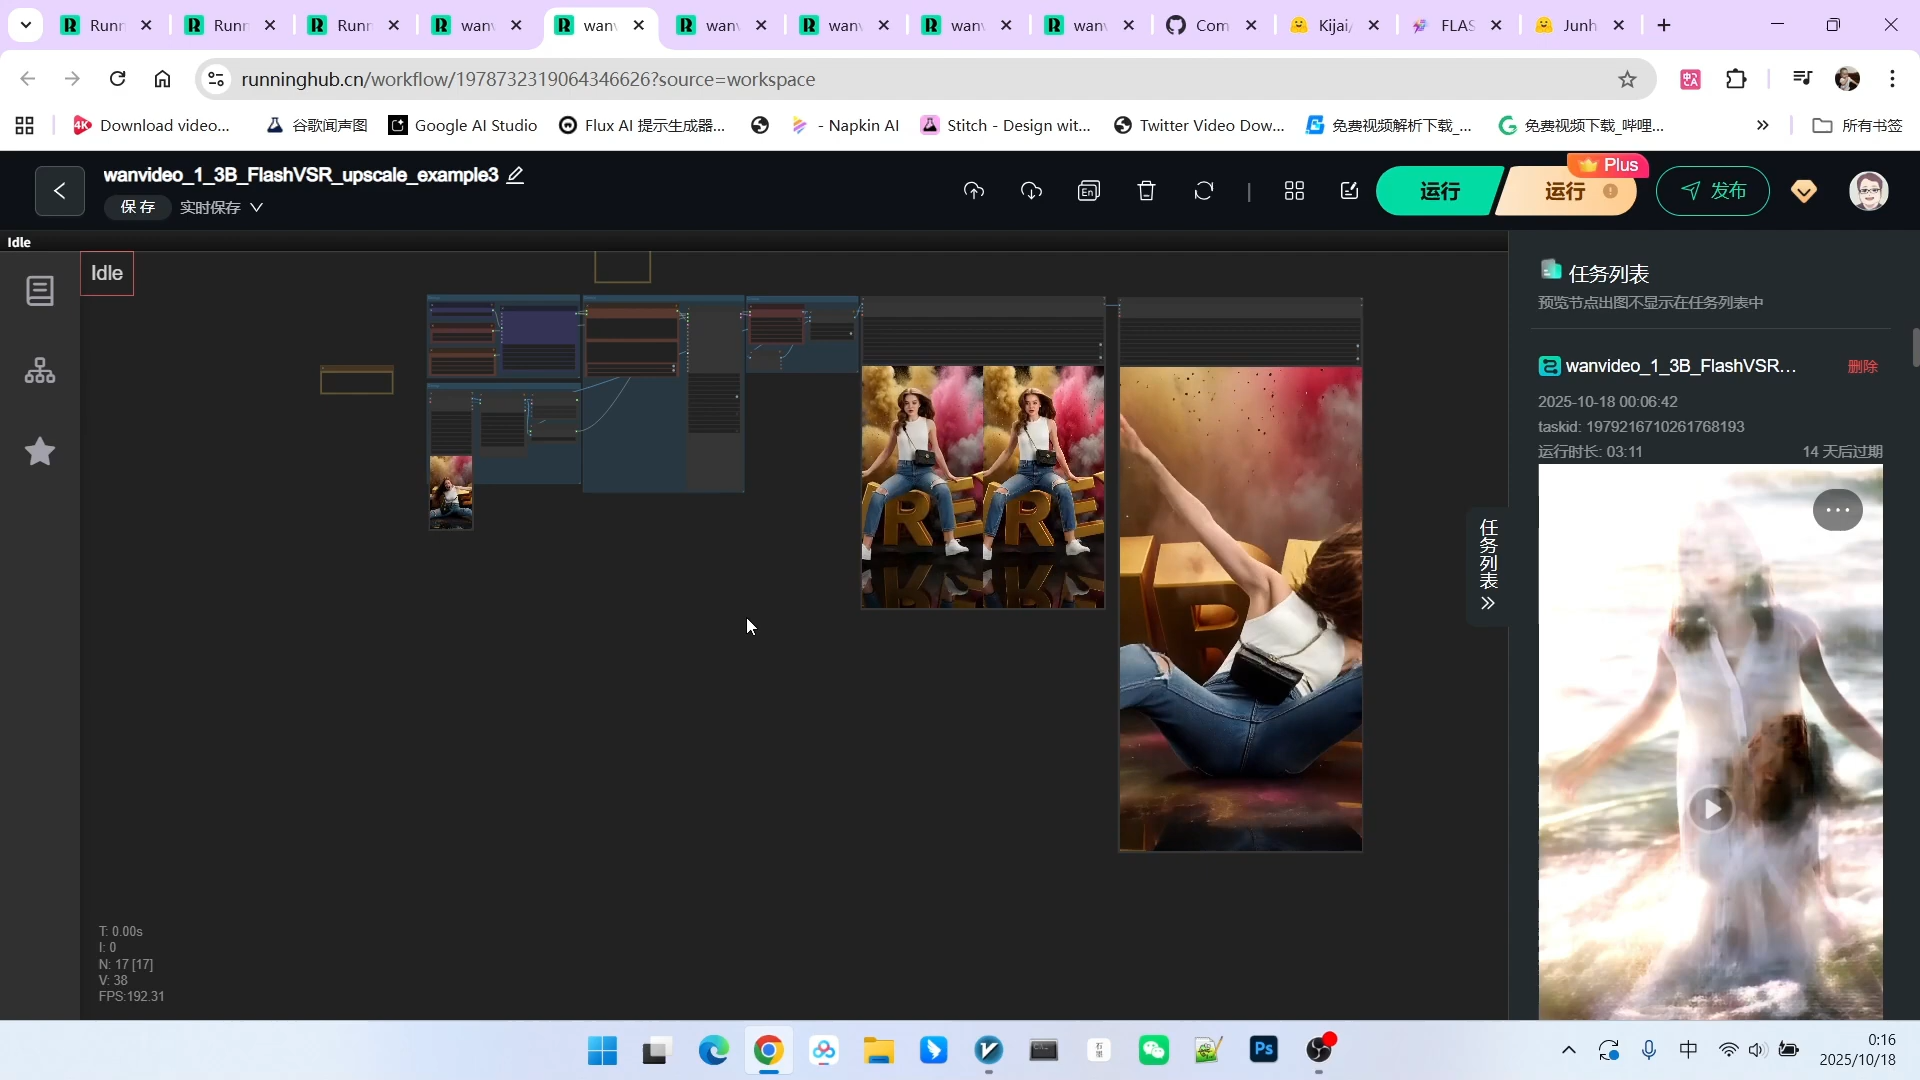 Runn
Runn
Runn
wan
wan
wan
wan
wan
wan
Com
Kijai/
FLAS
Junh
runninghub.cn/workflow/1978732319064346626?source=workspace
Download video...
谷歌闻声图
Google AI Studio
Flux AI 提示生成器...
- Napkin AI
Stitch - Design wit...
Twitter Video Dow...
免费视频解析下载_...
免费视频下载_哔哩...
所有书签
wanvideo_1_3B_FlashVSR_upscale_example3
保存
实时保存
En
运行
运行
Plus
发布
Idle
Idle
任务列表
预览节点出图不显示在任务列表中
wanvideo_1_3B_FlashVSR...
删除
2025-10-18 00:06:42
taskid: 1979216710261768193
运行时长: 03:11
14 天后过期
任务列表
T: 0.00s
I: 0
N: 17 [17]
V: 38
FPS:192.31
中
0:16
2025/10/18